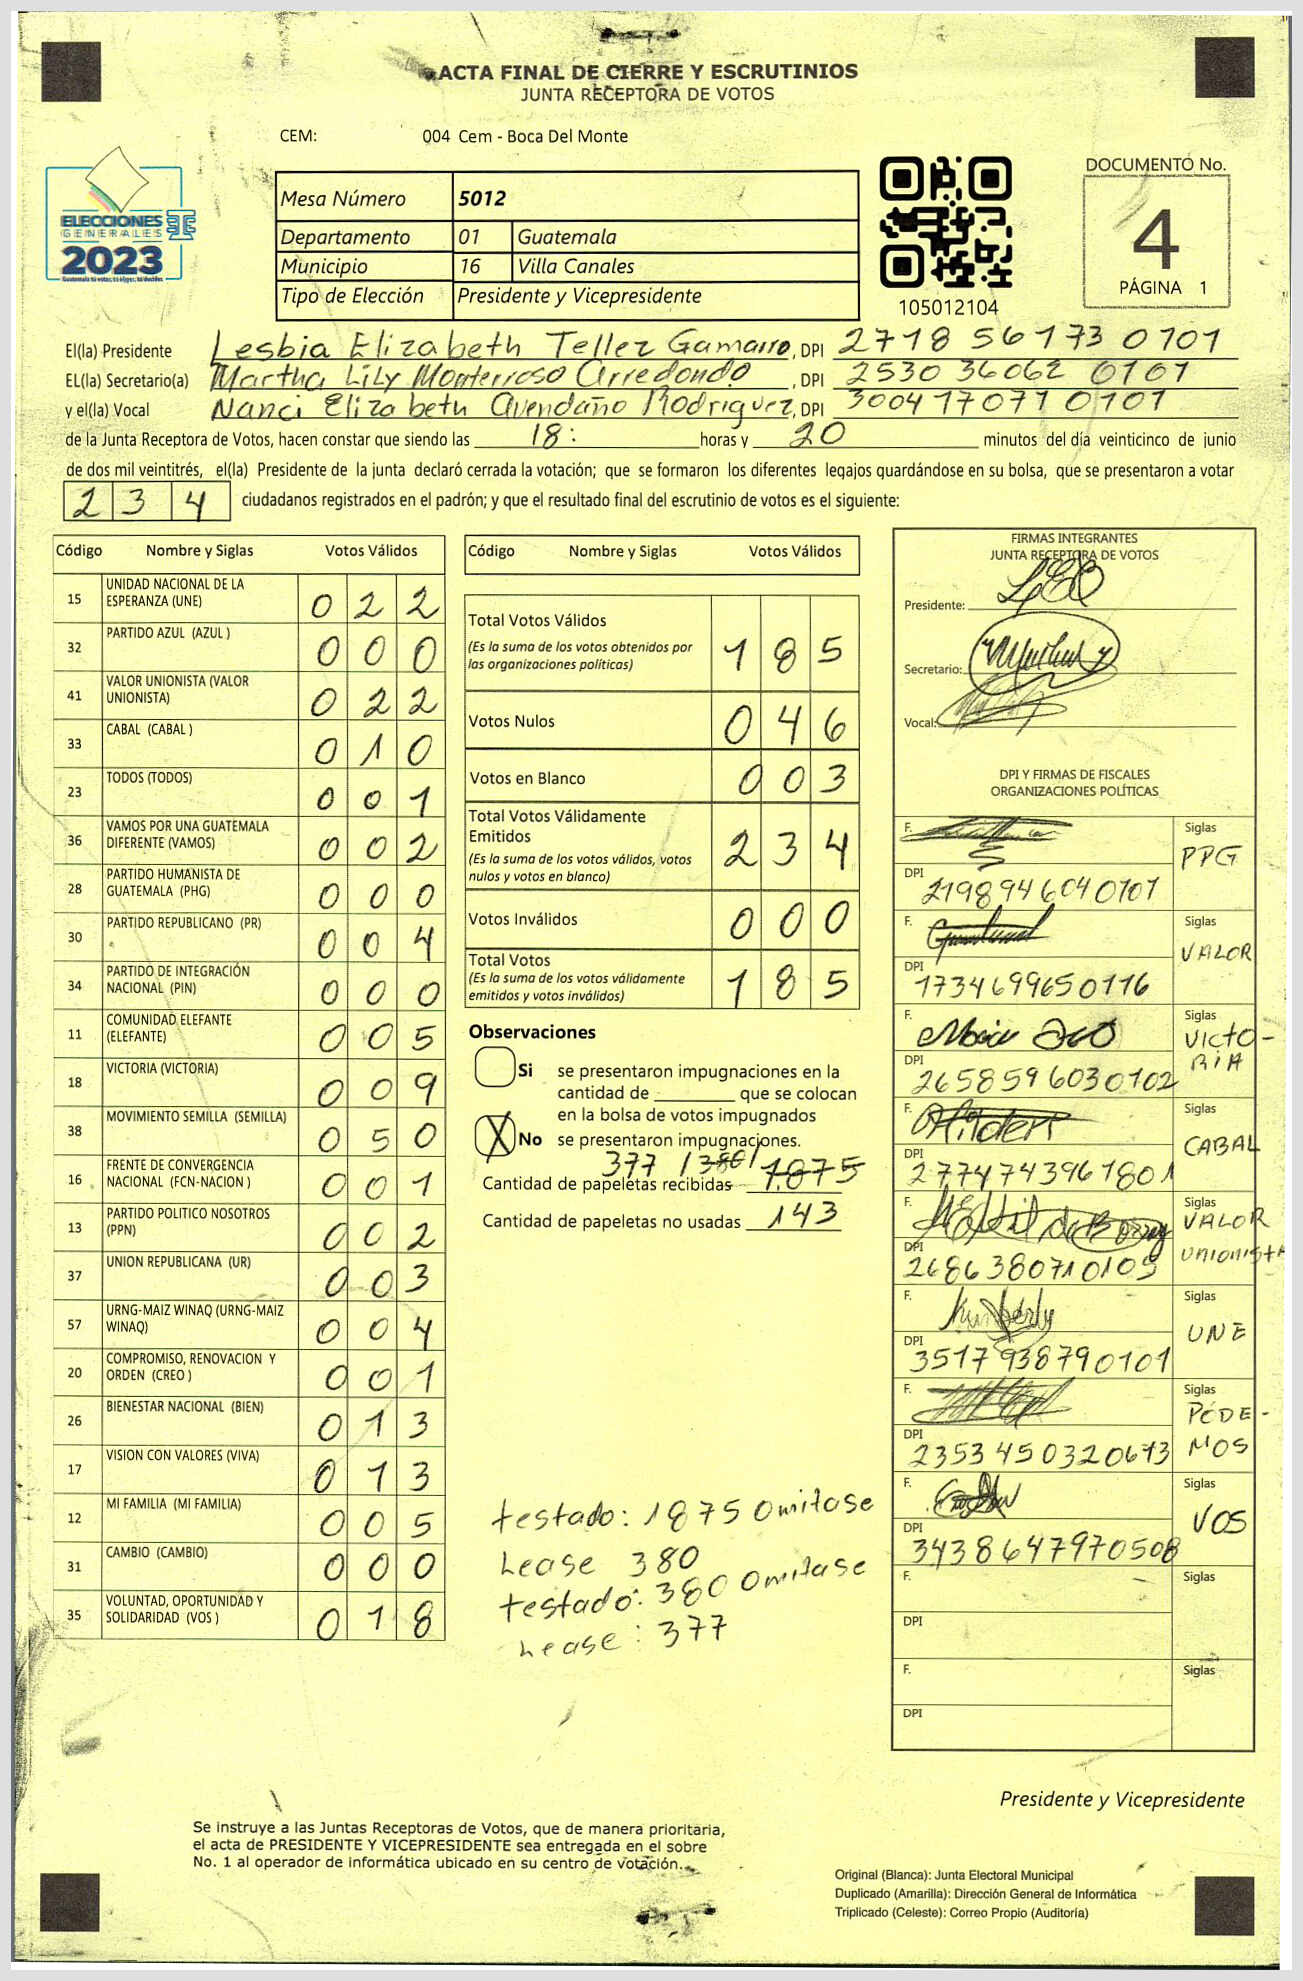 ACTA FINAL DE CIERRE Y ESCRUTINIOS
JUNTA RECEPTORA DE VOTOS
CEM: 004 Cem - Boca Del Monte
ELECCIONES
GENERALES
2023
Guatemala tu votas, tu eliges, tu decides
Mesa Número 5012
Departamento 01 Guatemala
Municipio 16 Villa Canales
Tipo de Elección Presidente y Vicepresidente
105012104
DOCUMENTO No.
4
PÁGINA 1
El(la) Presidente Lesbia Elizabeth Tellez Gamarro, DPI 2718 56173 0101
EL(la) Secretario(a) Martha Lily Monterroso Arredondo, DPI 2530 36062 0101
y el(la) Vocal Nanci Elizabeth Avendaño Rodriguez, DPI 3004170710101
de la Junta Receptora de Votos, hacen constar que siendo las 18: horas y 20 minutos del día veinticinco de junio
de dos mil veintitrés, el(la) Presidente de la junta declaró cerrada la votación; que se formaron los diferentes legajos guardándose en su bolsa, que se presentaron a votar
234 ciudadanos registrados en el padrón; y que el resultado final del escrutinio de votos es el siguiente:
Código Nombre y Siglas Votos Válidos
15 UNIDAD NACIONAL DE LA ESPERANZA (UNE) 0 2 2
32 PARTIDO AZUL (AZUL ) 0 0 0
41 VALOR UNIONISTA (VALOR UNIONISTA) 0 2 2
33 CABAL (CABAL ) 0 1 0
23 TODOS (TODOS) 0 0 1
36 VAMOS POR UNA GUATEMALA DIFERENTE (VAMOS) 0 0 2
28 PARTIDO HUMANISTA DE GUATEMALA (PHG) 0 0 0
30 PARTIDO REPUBLICANO (PR) 0 0 4
34 PARTIDO DE INTEGRACIÓN NACIONAL (PIN) 0 0 0
11 COMUNIDAD ELEFANTE (ELEFANTE) 0 0 5
18 VICTORIA (VICTORIA) 0 0 9
38 MOVIMIENTO SEMILLA (SEMILLA) 0 5 0
16 FRENTE DE CONVERGENCIA NACIONAL (FCN-NACION ) 0 0 1
13 PARTIDO POLITICO NOSOTROS (PPN) 0 0 2
37 UNION REPUBLICANA (UR) 0 0 3
57 URNG-MAIZ WINAQ (URNG-MAIZ WINAQ) 0 0 4
20 COMPROMISO, RENOVACION Y ORDEN (CREO ) 0 0 1
26 BIENESTAR NACIONAL (BIEN) 0 1 3
17 VISION CON VALORES (VIVA) 0 1 3
12 MI FAMILIA (MI FAMILIA) 0 0 5
31 CAMBIO (CAMBIO) 0 0 0
35 VOLUNTAD, OPORTUNIDAD Y SOLIDARIDAD (VOS ) 0 1 8
Código Nombre y Siglas Votos Válidos
Total Votos Válidos 1 8 5
(Es la suma de los votos obtenidos por
las organizaciones políticas)
Votos Nulos 0 4 6
Votos en Blanco 0 0 3
Total Votos Válidamente
Emitidos 2 3 4
(Es la suma de los votos válidos, votos
nulos y votos en blanco)
Votos Inválidos 0 0 0
Total Votos 1 8 5
(Es la suma de los votos válidamente
emitidos y votos inválidos)
Observaciones
Si se presentaron impugnaciones en la
cantidad de ________ que se colocan
en la bolsa de votos impugnados
X No se presentaron impugnaciones.
377 /380/ 1875
Cantidad de papeletas recibidas
Cantidad de papeletas no usadas 143
testado: 1875 Omitase
Lease 380
testado: 380 Omitase
Lease: 377
FIRMAS INTEGRANTES
JUNTA RECEPTORA DE VOTOS
Presidente:
Secretario:
Vocal:
DPI Y FIRMAS DE FISCALES
ORGANIZACIONES POLÍTICAS
F. Siglas PPG
DPI 2198946040101
F. Siglas VALOR
DPI 1734699650116
F. Siglas VICTO-RIA
DPI 2658596030102
F. Siglas CABAL
DPI 2774743961801
F. Siglas VALOR UNIONISTA
DPI 2686380710105
F. Kimberly Siglas UNE
DPI 3517938790101
F. Siglas PODE-MOS
DPI 2353450320613
F. Siglas VOS
DPI 3438647970508
F. Siglas
DPI
F. Siglas
DPI
Presidente y Vicepresidente
Se instruye a las Juntas Receptoras de Votos, que de manera prioritaria,
el acta de PRESIDENTE Y VICEPRESIDENTE sea entregada en el sobre
No. 1 al operador de informática ubicado en su centro de votación.
Original (Blanca): Junta Electoral Municipal
Duplicado (Amarilla): Dirección General de Informática
Triplicado (Celeste): Correo Propio (Auditoría)